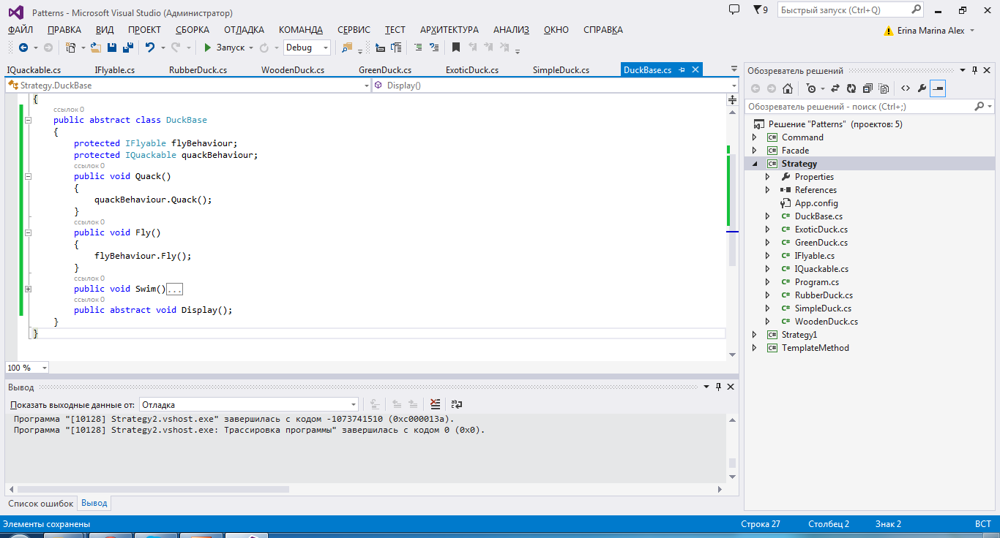 Patterns - Microsoft Visual Studio (Администратор)
9
Быстрый запуск (Ctrl+Q)
ФАЙЛ ПРАВКА ВИД ПРОЕКТ СБОРКА ОТЛАДКА КОМАНДА СЕРВИС ТЕСТ АРХИТЕКТУРА АНАЛИЗ ОКНО СПРАВКА
Erina Marina Alex
Запуск Debug
IQuackable.cs IFlyable.cs RubberDuck.cs WoodenDuck.cs GreenDuck.cs ExoticDuck.cs SimpleDuck.cs DuckBase.cs
Strategy.DuckBase Display()
{
ссылок 0
public abstract class DuckBase
{
protected IFlyable flyBehaviour;
protected IQuackable quackBehaviour;
ссылок 0
public void Quack()
{
quackBehaviour.Quack();
}
ссылок 0
public void Fly()
{
flyBehaviour.Fly();
}
ссылок 0
public void Swim()...
ссылок 0
public abstract void Display();
}
}
100 %
Вывод
Показать выходные данные от: Отладка
Программа "[10128] Strategy2.vshost.exe" завершилась с кодом -1073741510 (0xc000013a).
Программа "[10128] Strategy2.vshost.exe: Трассировка программы" завершилась с кодом 0 (0x0).
Список ошибок Вывод
Обозреватель решений
Обозреватель решений - поиск (Ctrl+;)
Решение "Patterns" (проектов: 5)
C# Command
C# Facade
C# Strategy
Properties
References
App.config
C# DuckBase.cs
C# ExoticDuck.cs
C# GreenDuck.cs
C# IFlyable.cs
C# IQuackable.cs
C# Program.cs
C# RubberDuck.cs
C# SimpleDuck.cs
C# WoodenDuck.cs
C# Strategy1
C# TemplateMethod
Элементы сохранены Строка 27 Столбец 2 Знак 2 ВСТ